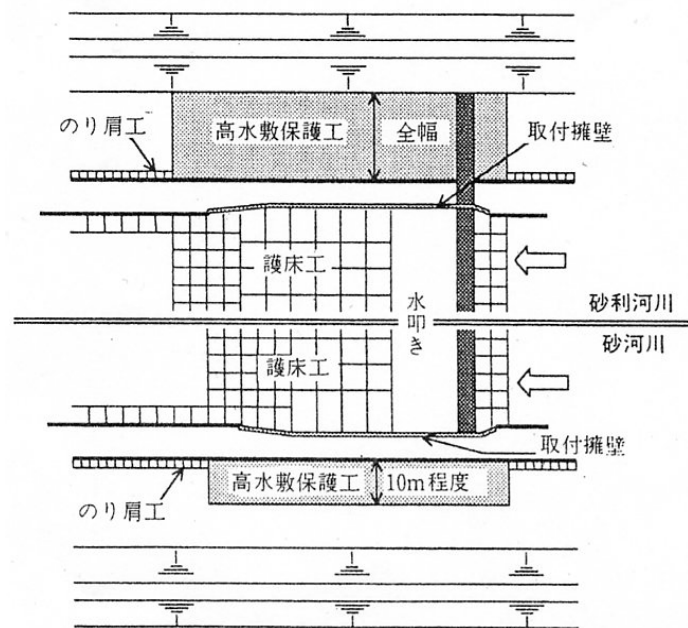 のり肩工
高水敷保護工
全幅
取付擁壁
護床工
水叩き
砂利河川
砂河川
護床工
取付擁壁
のり肩工
高水敷保護工
10m程度